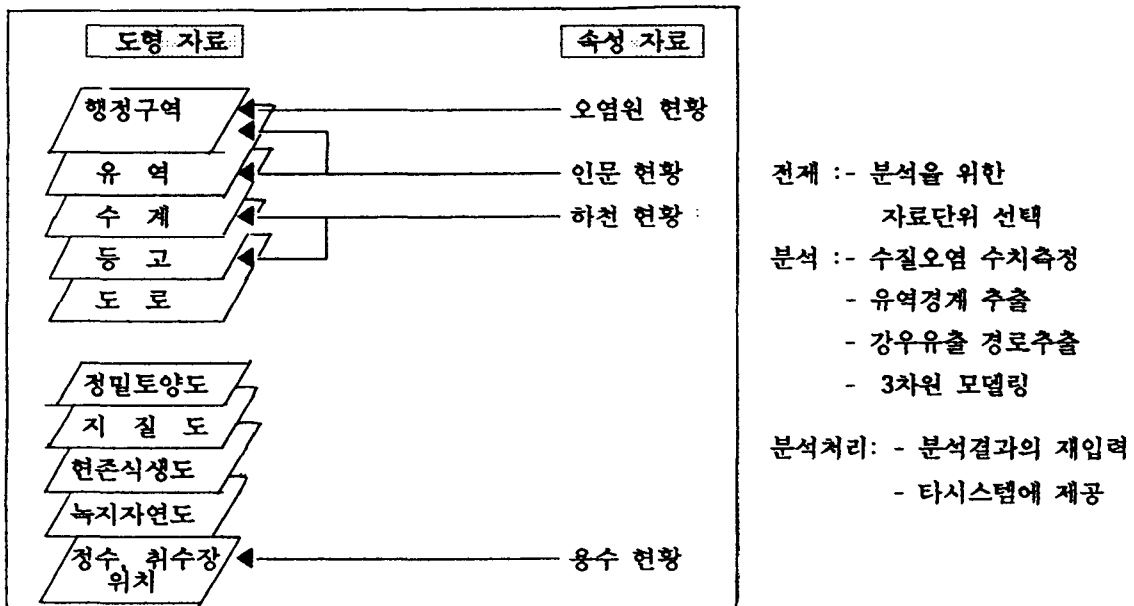 도형 자료
속성 자료
행정구역
오염원 현황
유 역
인문 현황
수 계
하천 현황
등 고
도 로
정밀토양도
지 질 도
현존식생도
녹지자연도
정수, 취수장
위치
용수 현황
전제 :- 분석을 위한
자료단위 선택
분석 :- 수질오염 수치측정
- 유역경계 추출
- 강우유출 경로추출
- 3차원 모델링
분석처리: - 분석결과의 재입력
- 타시스템에 제공